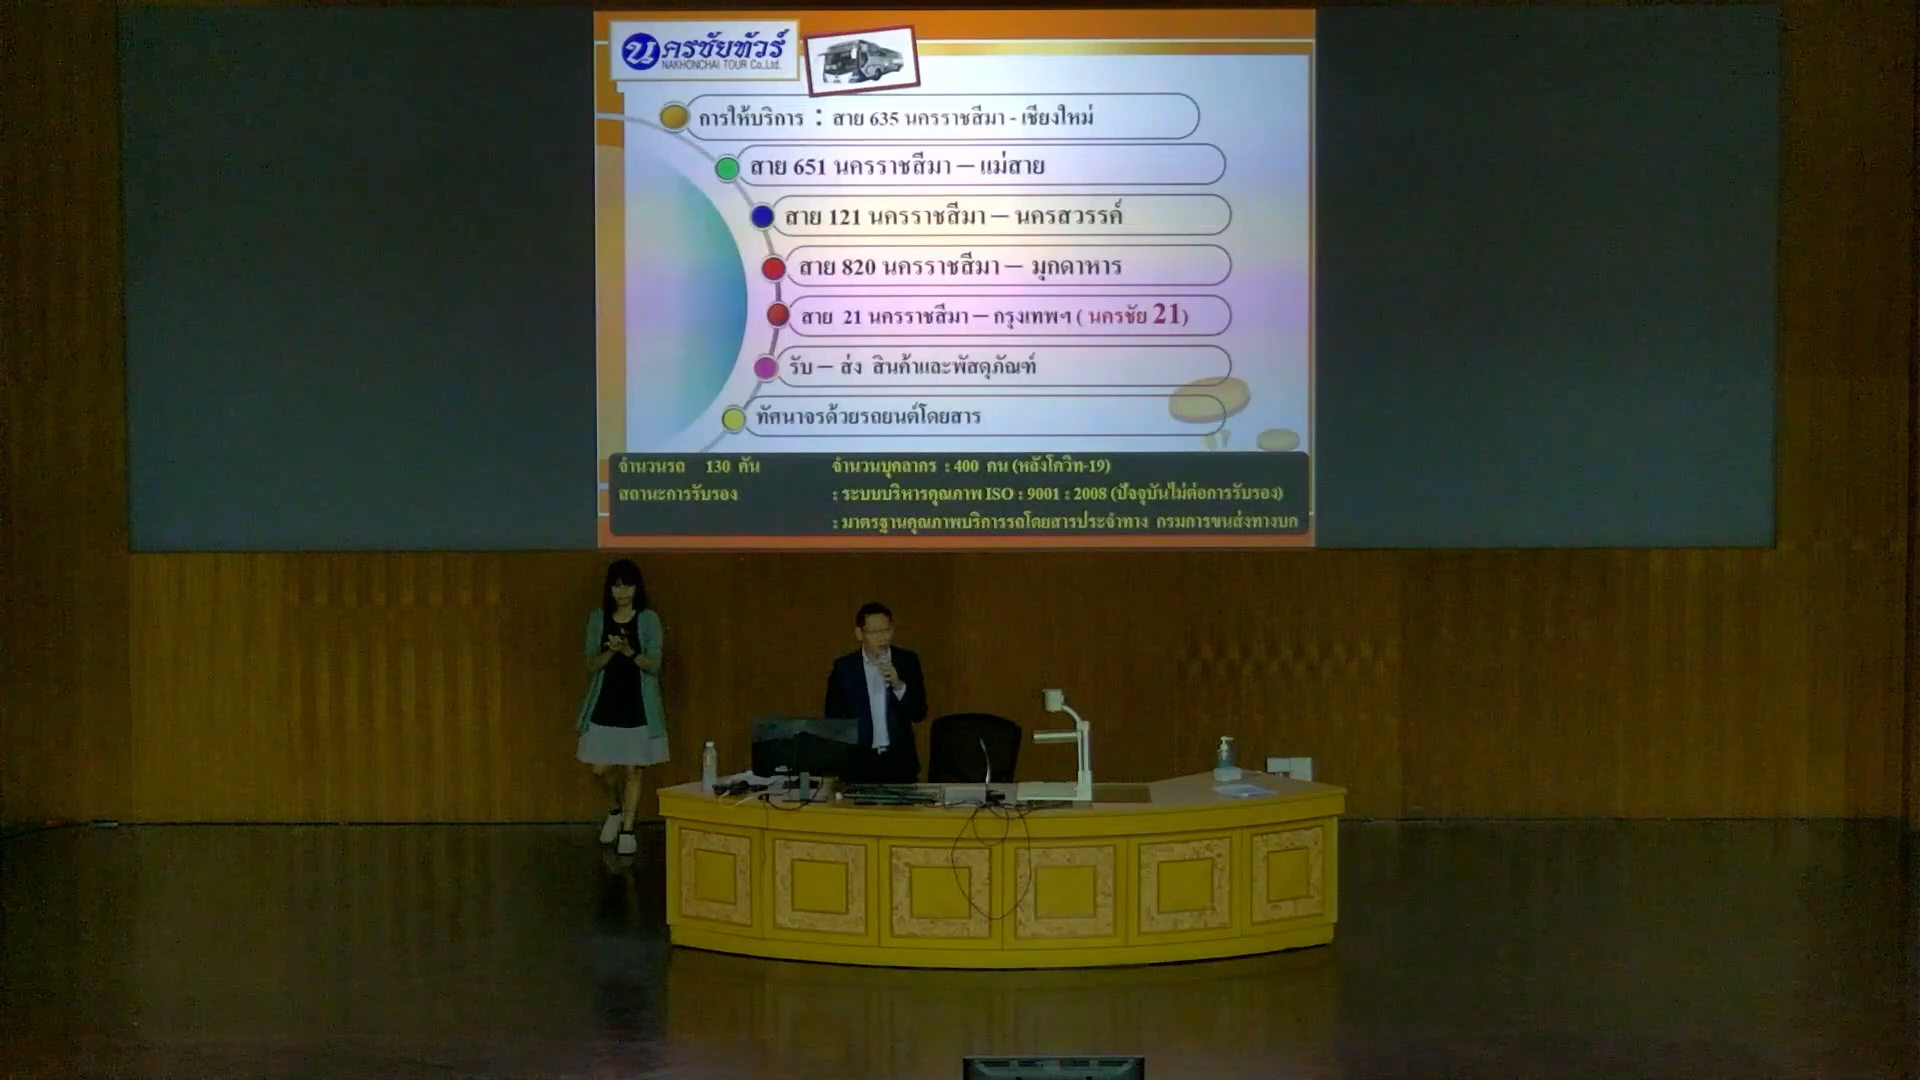 นครชัยทัวร์
NAKHONCHAI TOUR Co.,Ltd.
การให้บริการ : สาย 635 นครราชสีมา - เชียงใหม่
สาย 651 นครราชสีมา – แม่สาย
สาย 121 นครราชสีมา – นครสวรรค์
สาย 820 นครราชสีมา – มุกดาหาร
สาย 21 นครราชสีมา – กรุงเทพฯ ( นครชัย 21)
รับ – ส่ง สินค้าและพัสดุภัณฑ์
ทัศนาจรด้วยรถยนต์โดยสาร
จำนวนรถ 130 คัน จำนวนบุคลากร : 400 คน (หลังโควิท-19)
สถานะการรับรอง : ระบบบริหารคุณภาพ ISO : 9001 : 2008 (ปัจจุบันไม่ต่อการรับรอง)
: มาตรฐานคุณภาพบริการรถโดยสารประจำทาง กรมการขนส่งทางบก